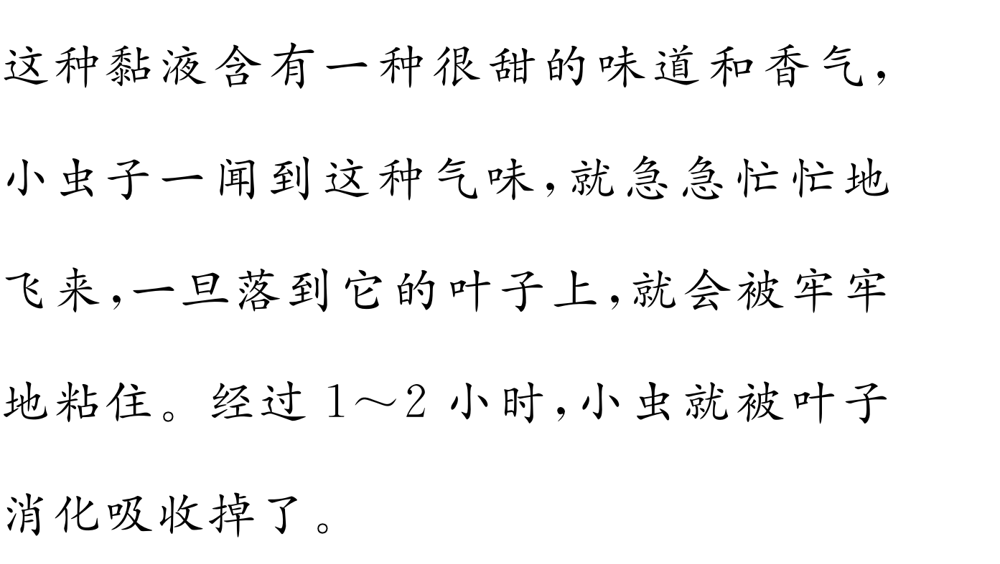 这种黏液含有一种很甜的味道和香气，
小虫子一闻到这种气味，就急急忙忙地
飞来，一旦落到它的叶子上，就会被牢牢
地粘住。经过 1～2 小时，小虫就被叶子
消化吸收掉了。